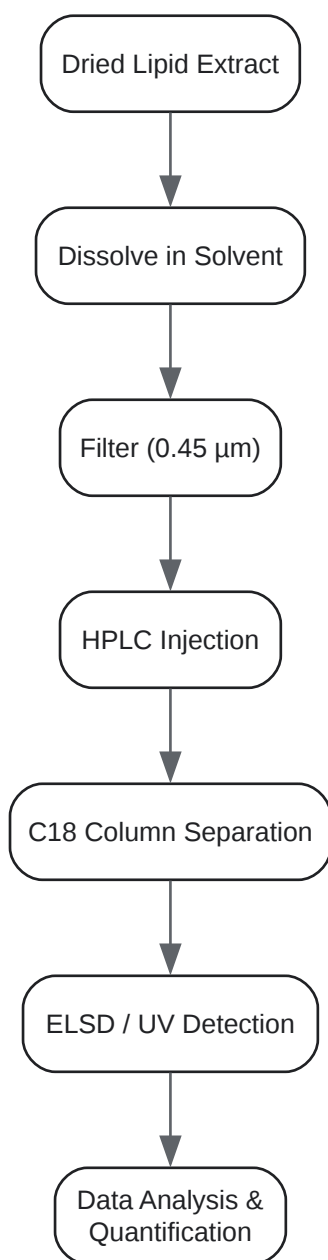 Dried Lipid Extract
Dissolve in Solvent
Filter (0.45 µm)
HPLC Injection
C18 Column Separation
ELSD / UV Detection
Data Analysis &
Quantification